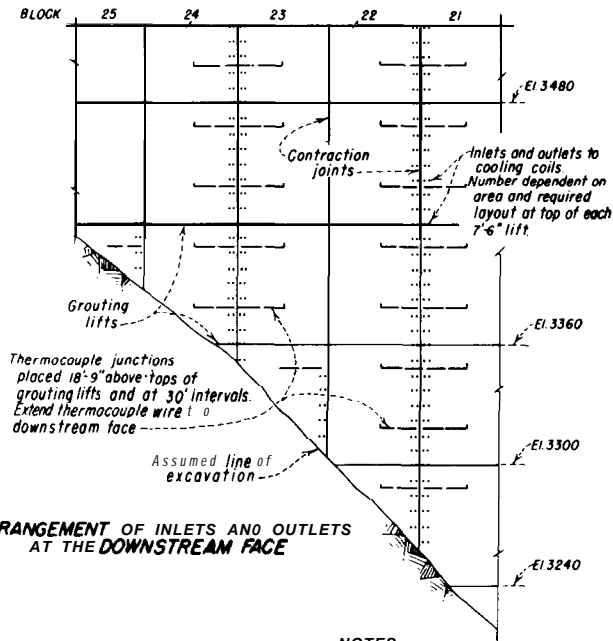 BLOCK 25 24 23 22 21
El.3480
Contraction
joints
Inlets and outlets to
cooling coils.
Number dependent on
area and required
layout at top of each
7'-6" lift.
Grouting
lifts
El.3360
Thermocouple junctions
placed 18'-9" above tops of
grouting lifts and at 30' intervals.
Extend thermocouple wire to
downstream face
El.3300
Assumed line of
excavation
RANGEMENT OF INLETS AN0 OUTLETS
AT THE DOWNSTREAM FACE
El.3240
NOTES